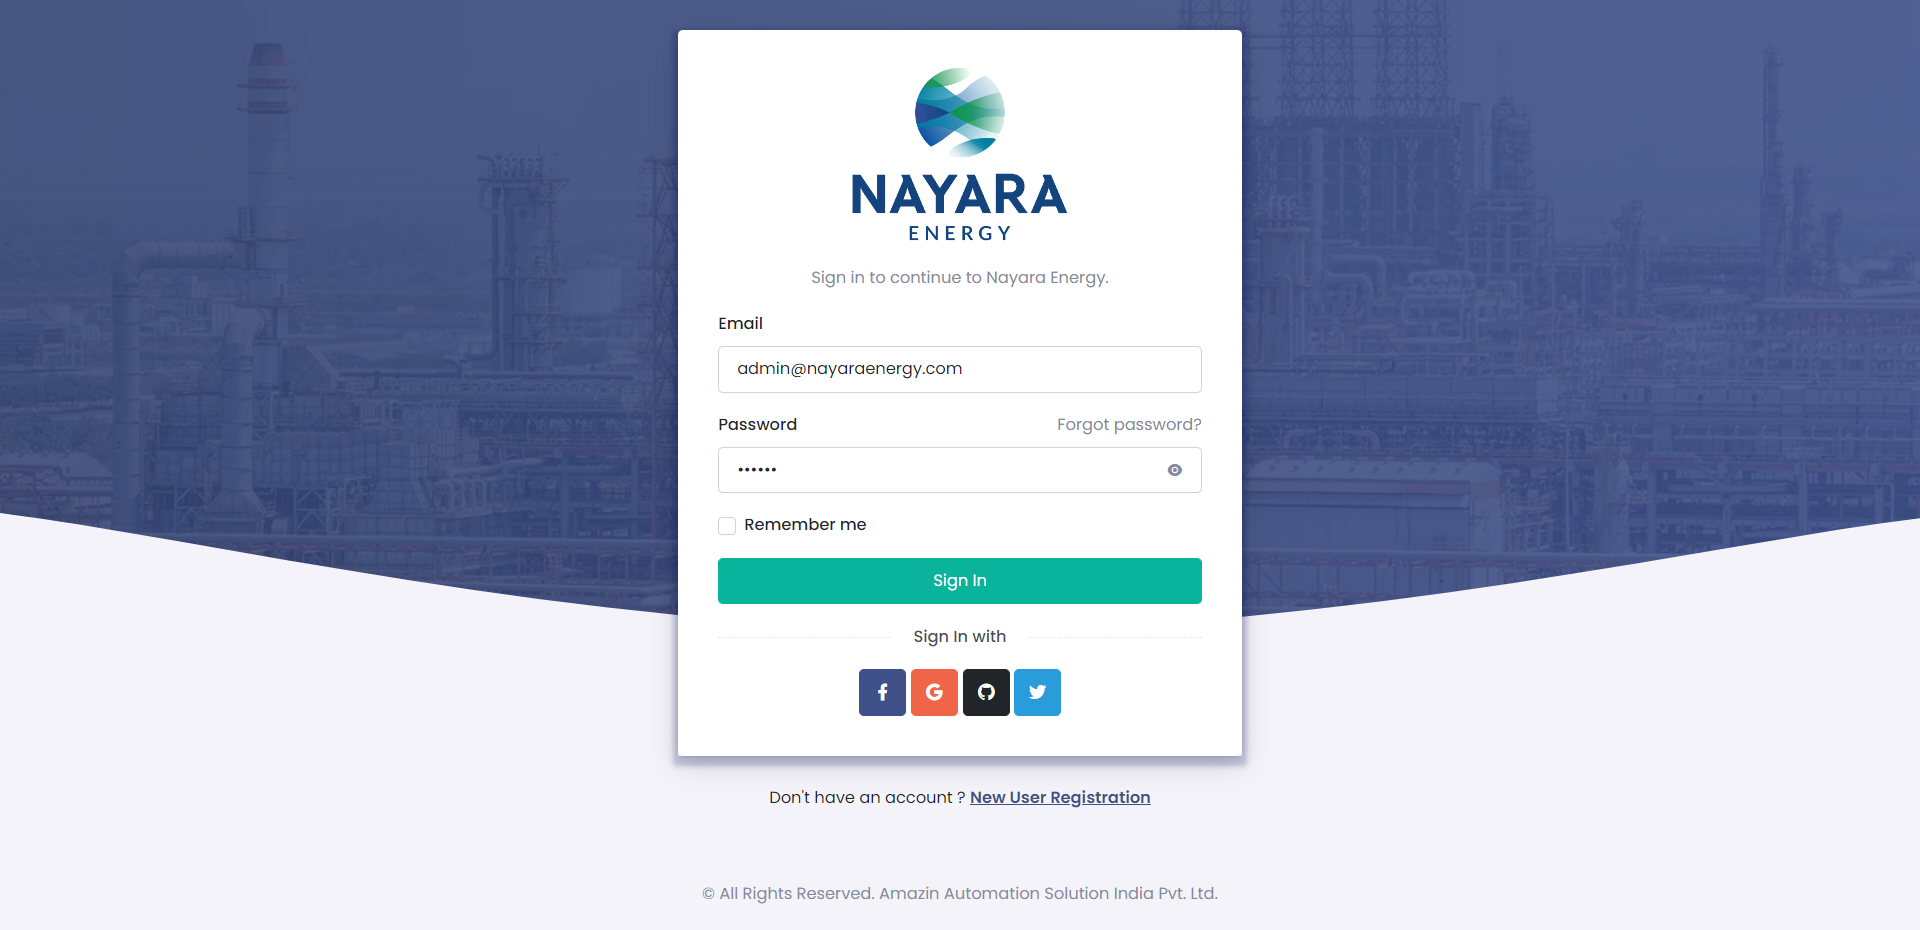 NAYARA
ENERGY
Sign in to continue to Nayara Energy.
Email
admin@nayaraenergy.com
Password Forgot password?
••••••
Remember me
Sign In
Sign In with
Don't have an account ? New User Registration
© All Rights Reserved. Amazin Automation Solution India Pvt. Ltd.